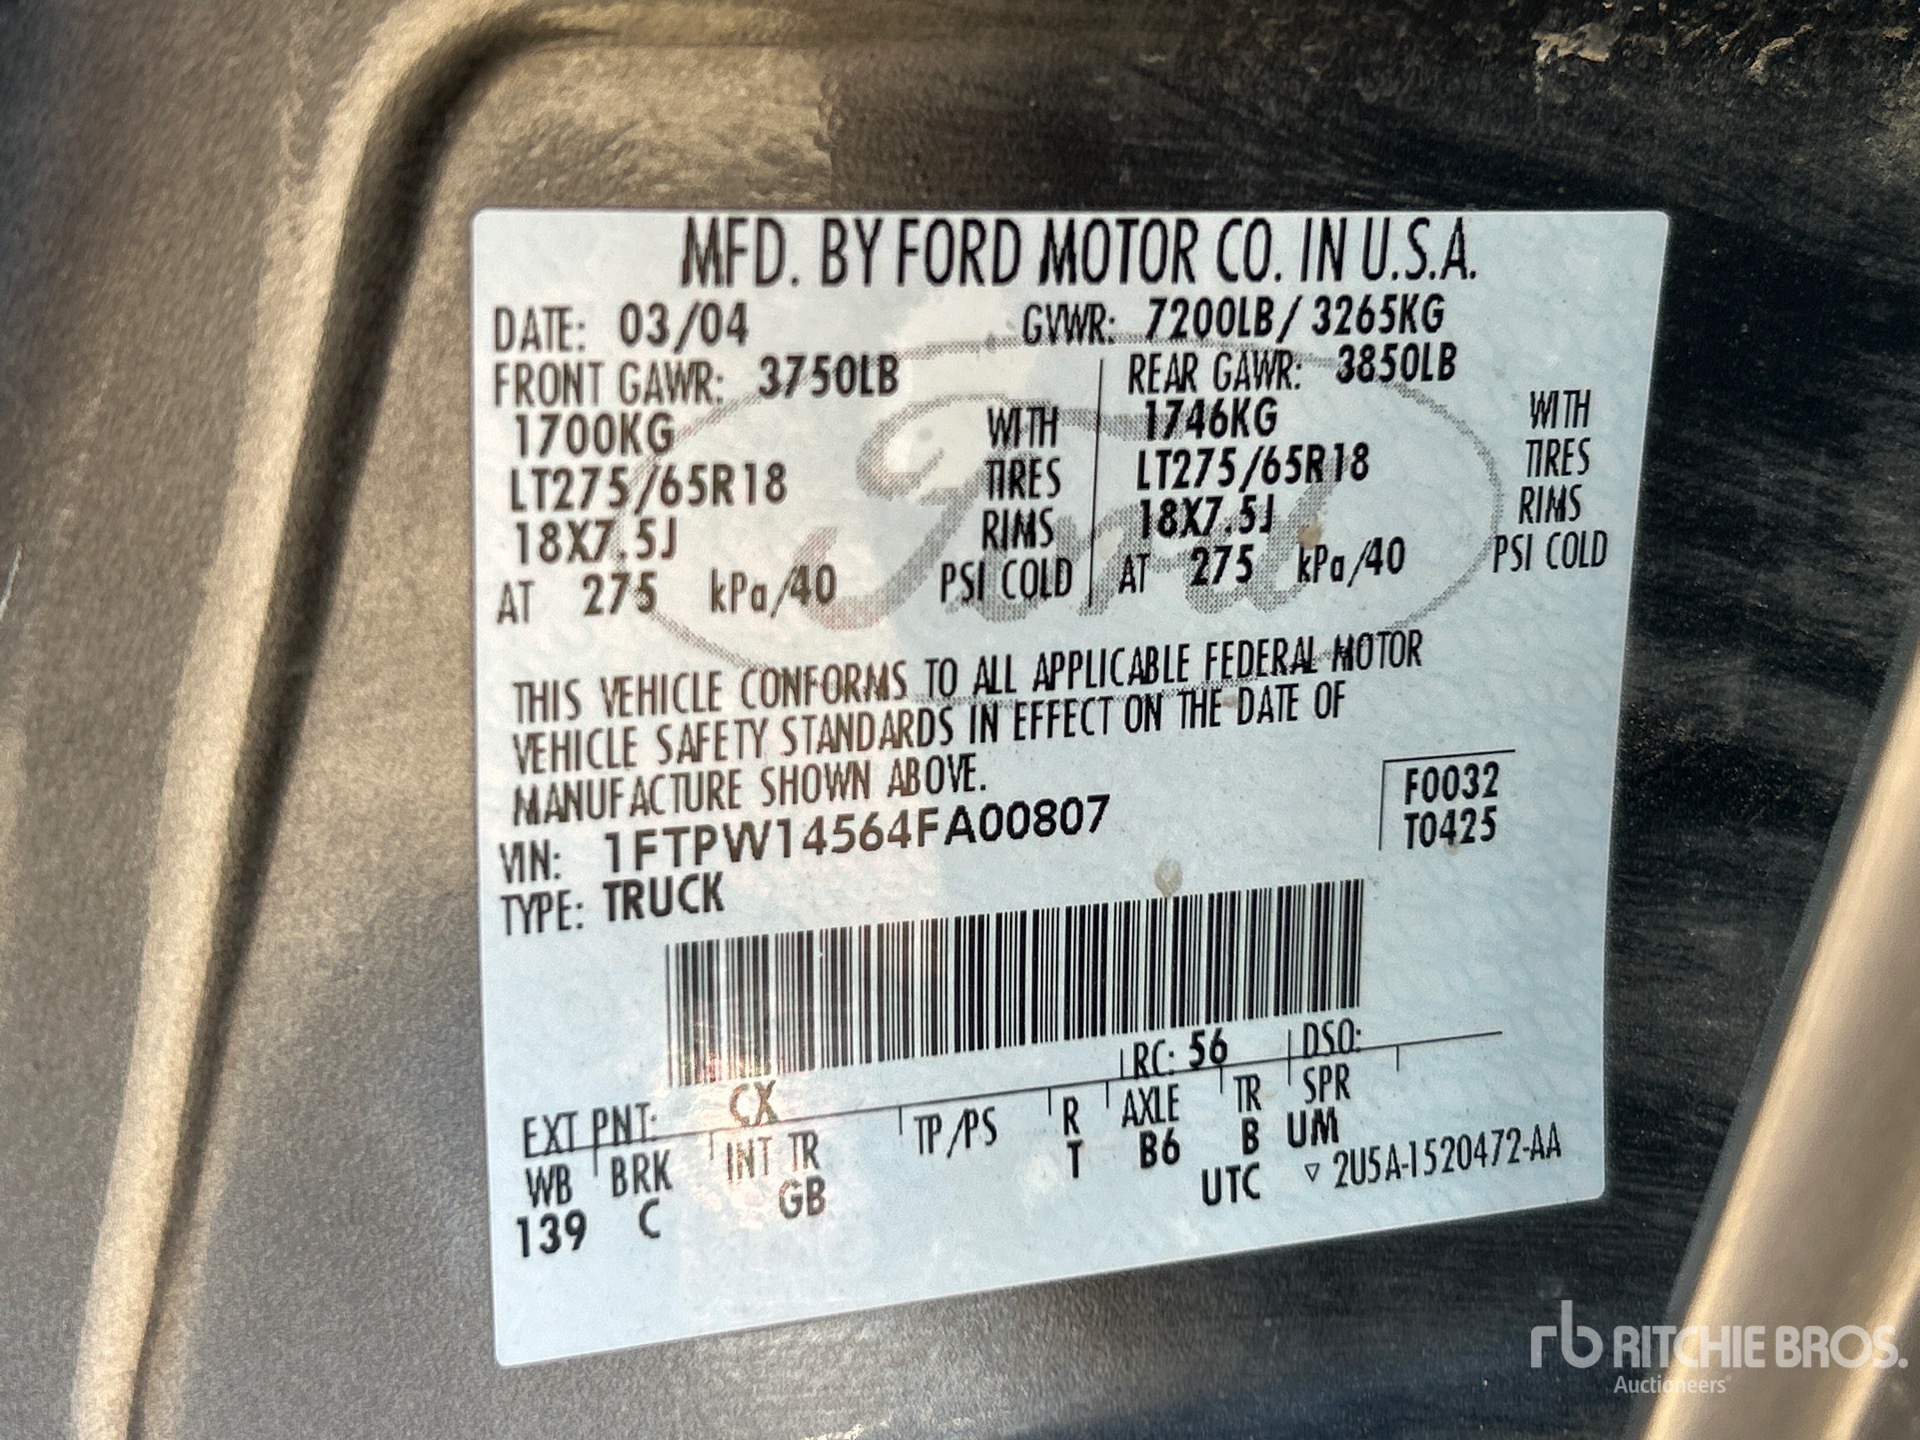 MFD. BY FORD MOTOR CO. IN U.S.A.
DATE: 03/04 GVWR: 7200LB/ 3265KG
FRONT GAWR: 3750LB REAR GAWR: 3850LB
1700KG WITH 1746KG WITH
LT275/65R18 TIRES LT275/65R18 TIRES
18X7.5J RIMS 18X7.5J RIMS
AT 275 kPa/40 PSI COLD AT 275 kPa/40 PSI COLD
Ford
THIS VEHICLE CONFORMS TO ALL APPLICABLE FEDERAL MOTOR
VEHICLE SAFETY STANDARDS IN EFFECT ON THE DATE OF
MANUFACTURE SHOWN ABOVE.
F0032
T0425
VIN: 1FTPW14564FA00807
TYPE: TRUCK
EXT PNT: CX RC: 56 DSO:
WB BRK INT TR TP/PS R AXLE TR SPR
139 C GB T B6 B UM
UTC ▽ 2U5A-1520472-AA
rb RITCHIE BROS.
Auctioneers